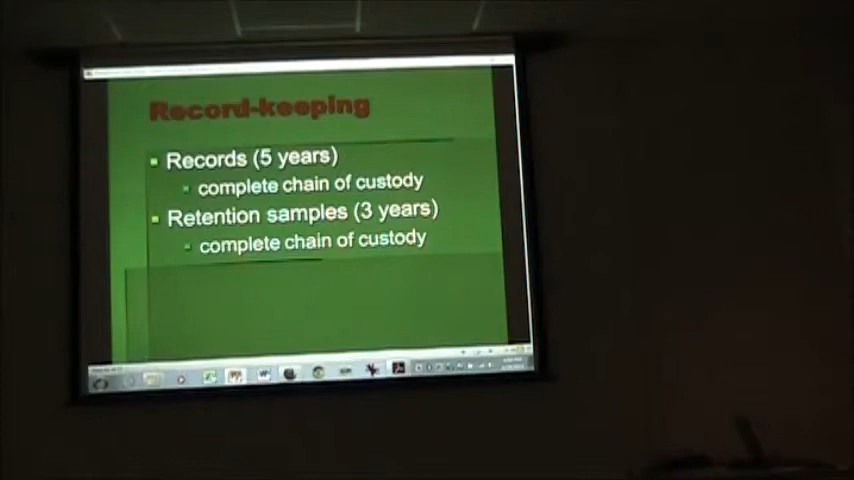 Record-keeping
Records (5 years)
complete chain of custody
Retention samples (3 years)
complete chain of custody